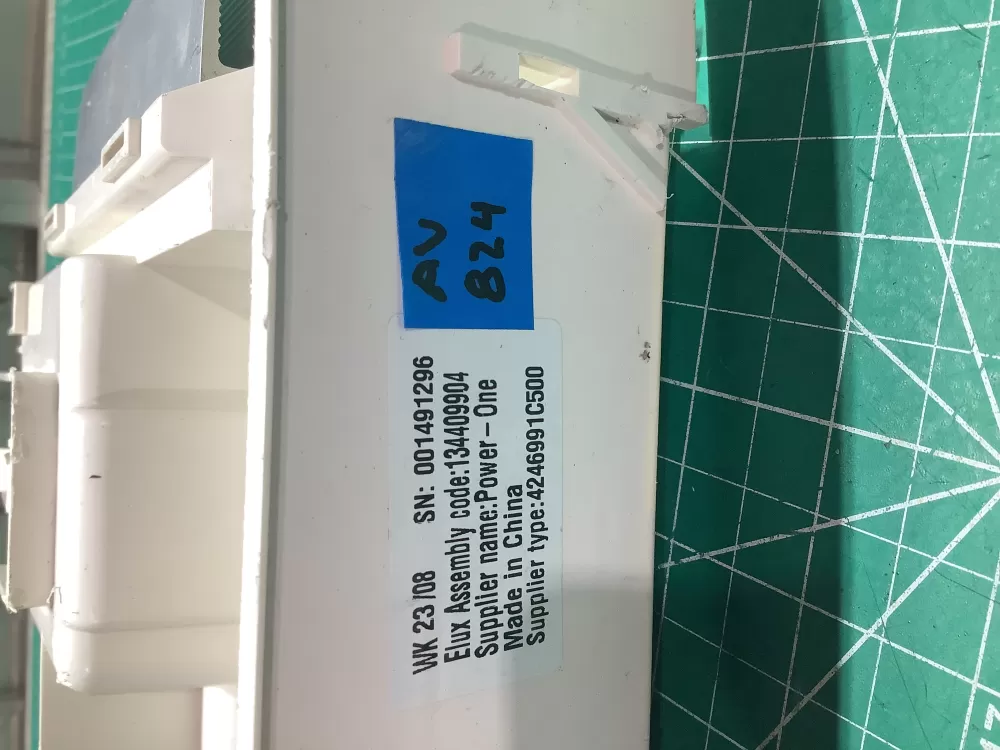 AV
824
WK 23/08 SN: 001491296
Elux Assembly code:134409904
Supplier name:Power-One
Made in China
Supplier type:4246991C500